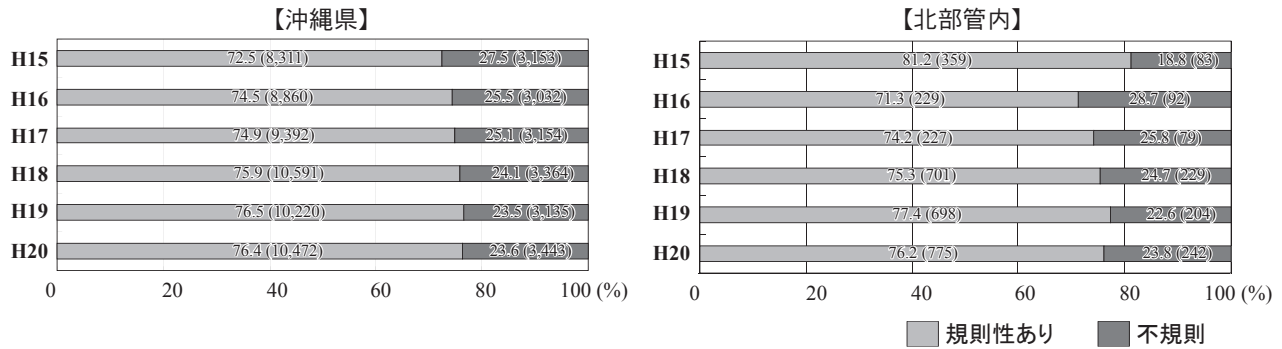 【沖縄県】
H15 72.5 (8,311) 27.5 (3,153)
H16 74.5 (8,860) 25.5 (3,032)
H17 74.9 (9,392) 25.1 (3,154)
H18 75.9 (10,591) 24.1 (3,364)
H19 76.5 (10,220) 23.5 (3,135)
H20 76.4 (10,472) 23.6 (3,443)
0 20 40 60 80 100 (%)
【北部管内】
H15 81.2 (359) 18.8 (83)
H16 71.3 (229) 28.7 (92)
H17 74.2 (227) 25.8 (79)
H18 75.3 (701) 24.7 (229)
H19 77.4 (698) 22.6 (204)
H20 76.2 (775) 23.8 (242)
0 20 40 60 80 100 (%)
規則性あり 不規則